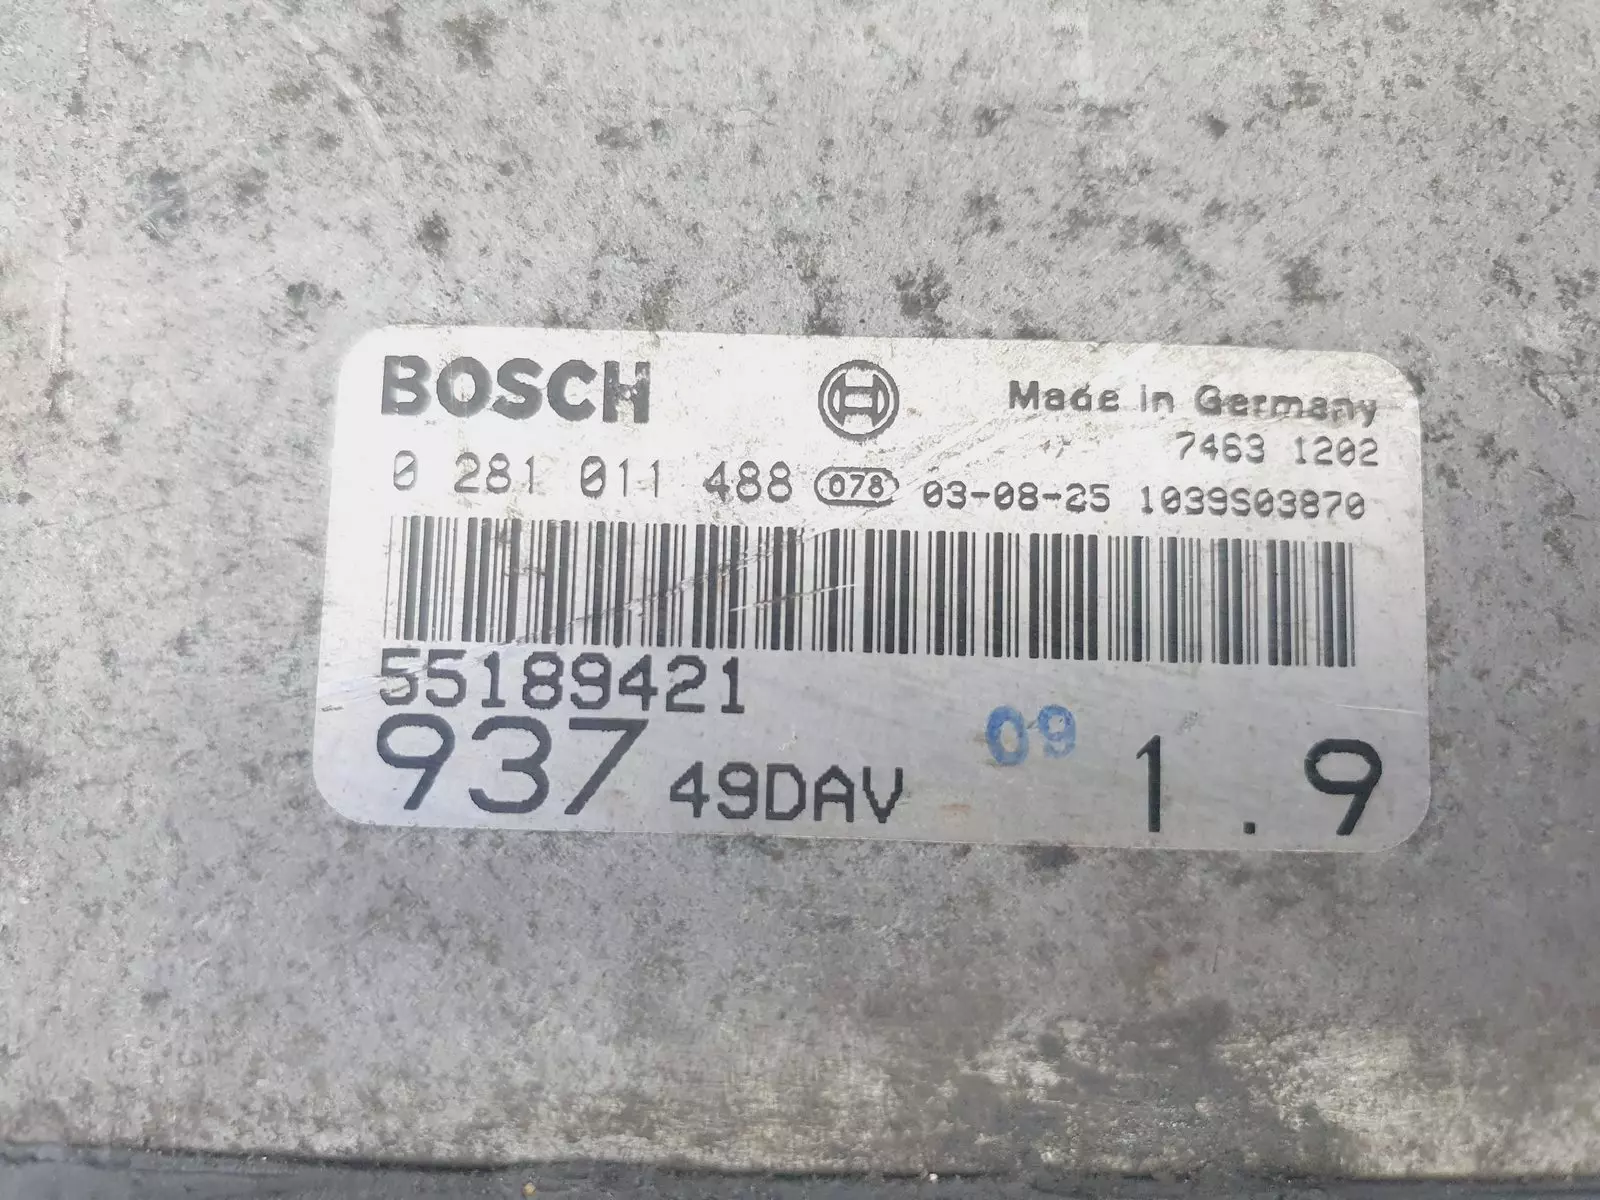 BOSCH Made in Germany
7463 1202
0 281 011 488 078 03-08-25 1039S03870
55189421
937 49DAV 09 1.9